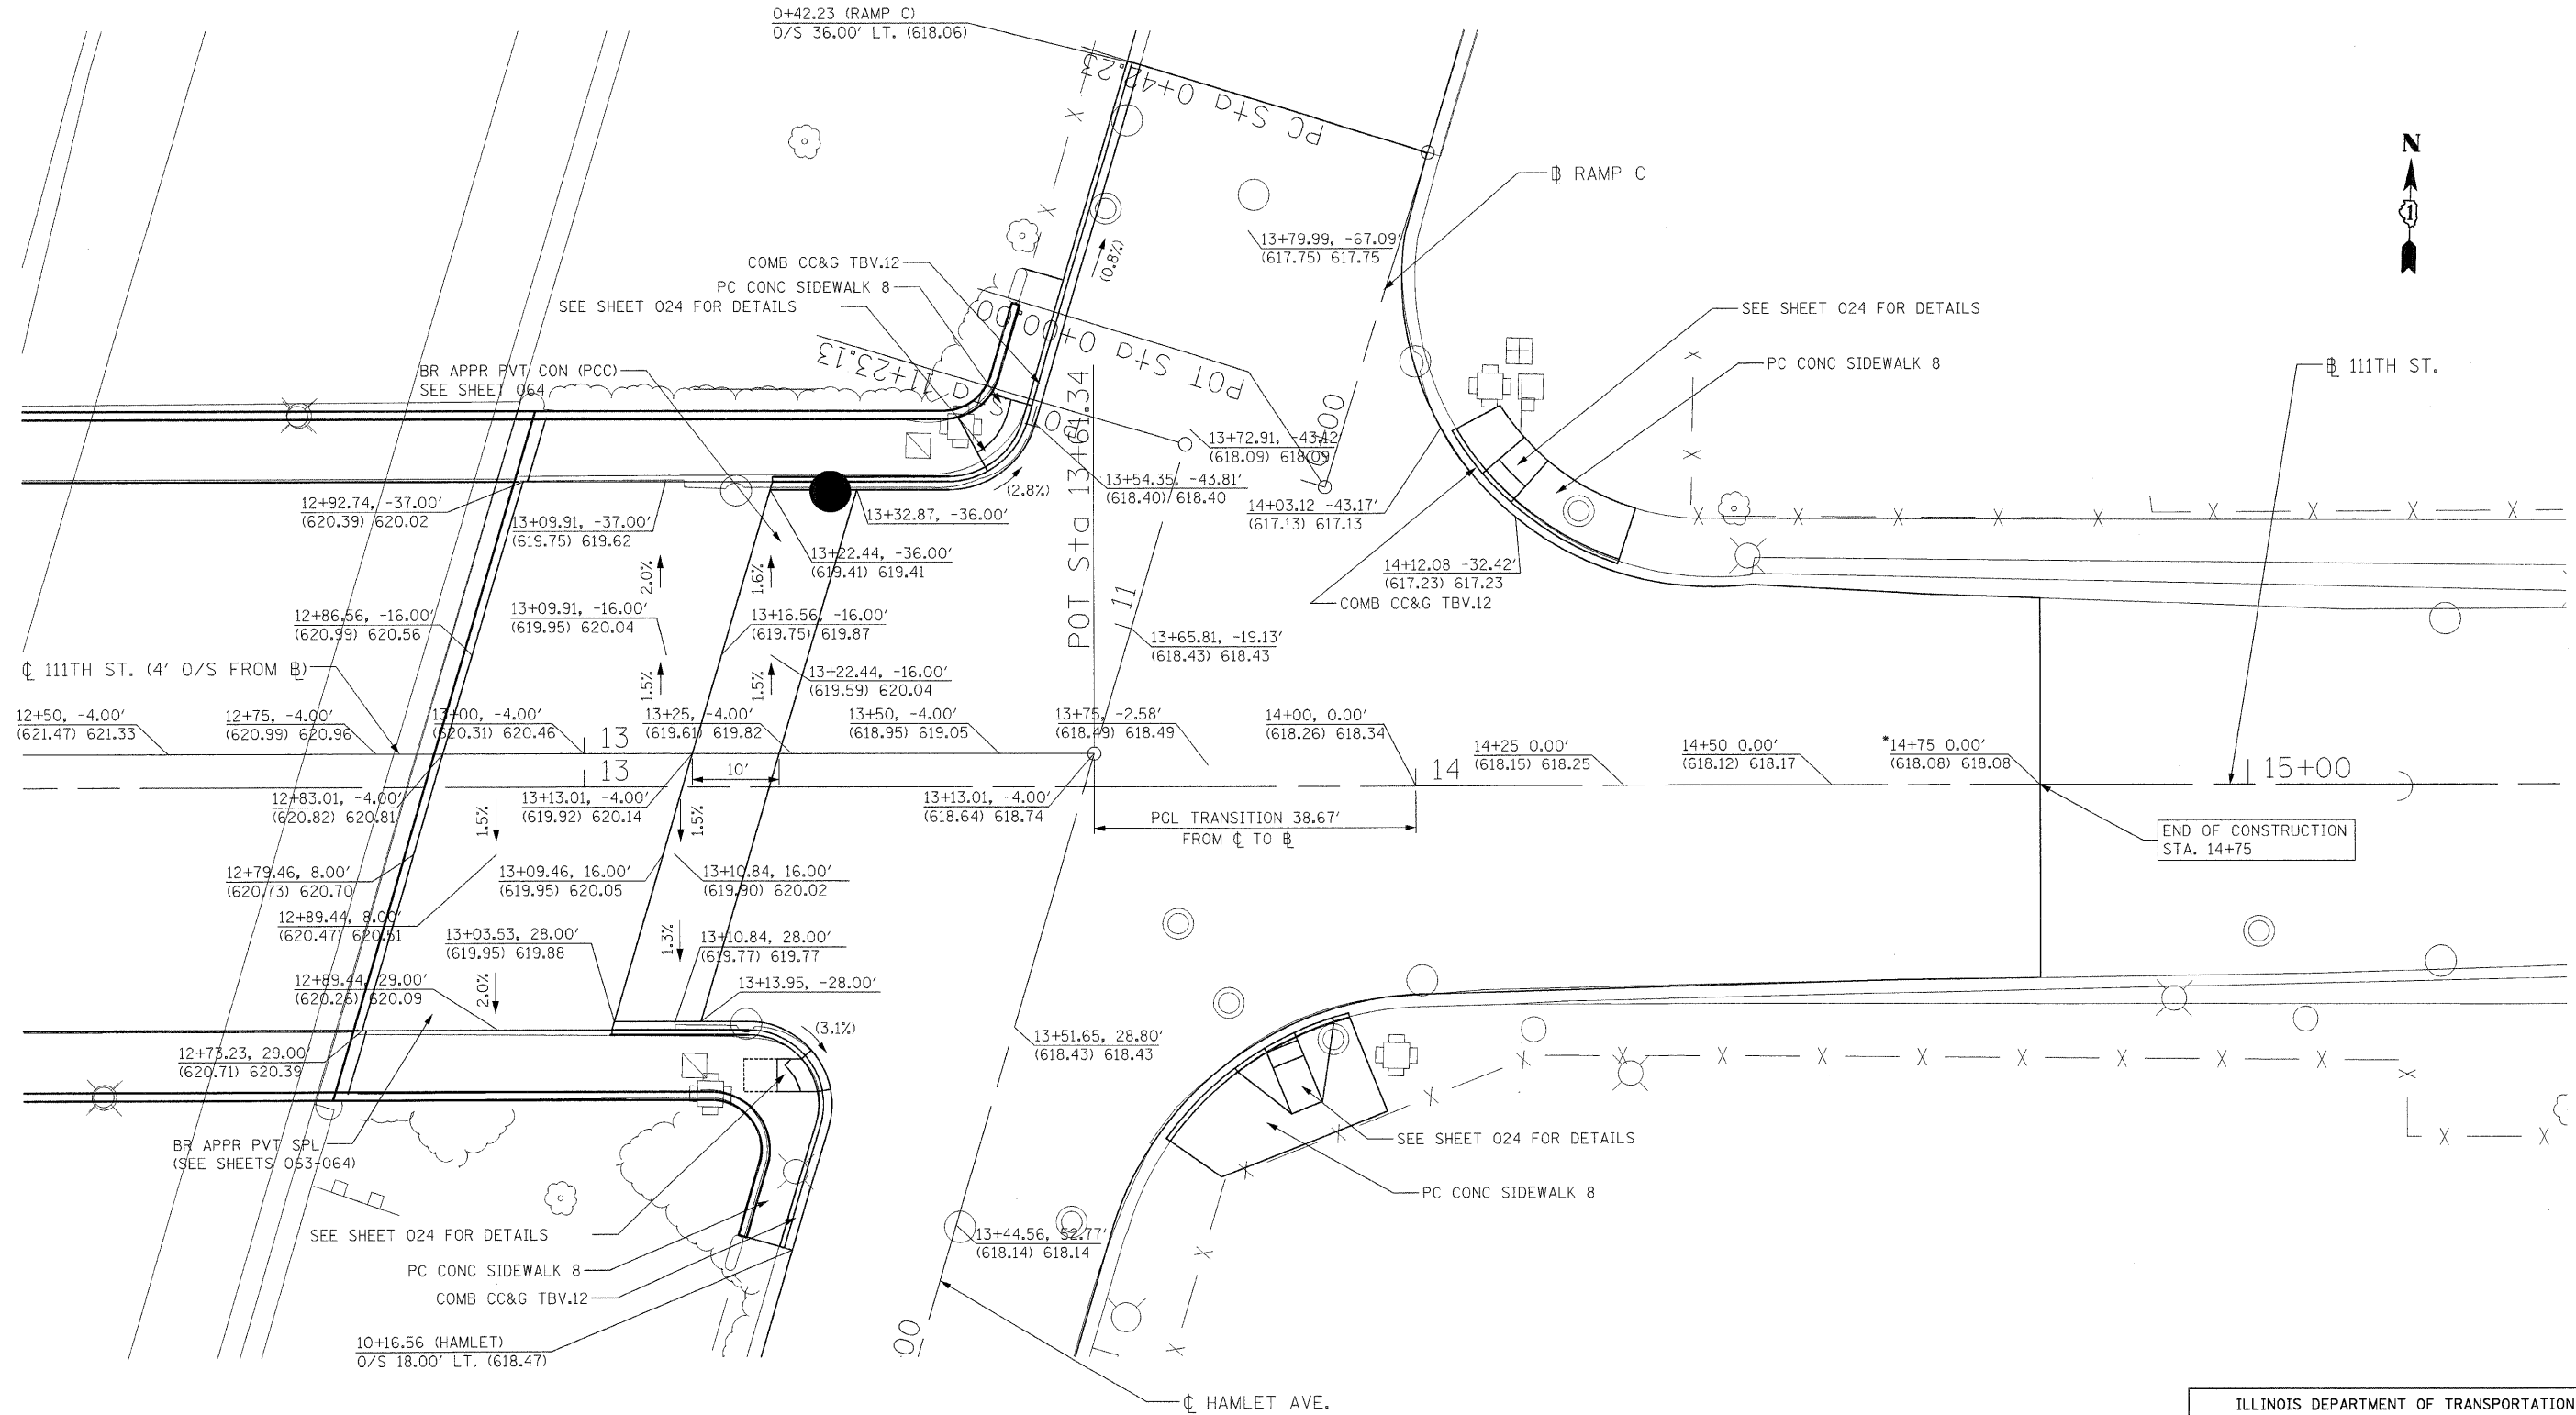 0+42.23 (RAMP C)
O/S 36.00' LT. (618.06)
PC Sta 0+42.23
N
1
℄ RAMP C
13+79.99, -67.09'
(617.75) 617.75
(0.8%)
COMB CC&G TBV.12
PC CONC SIDEWALK 8
SEE SHEET 024 FOR DETAILS
SEE SHEET 024 FOR DETAILS
PC CONC SIDEWALK 8
POT Sta 0+00.00
11+23.13
BR APPR PVT CON (PCC)
SEE SHEET 064
B 111TH ST.
POT Sta 13+61.34
13+72.91, -43.12'
(618.09) 618.09
13+54.35, -43.81'
(618.40) 618.40
(2.8%)
14+03.12 -43.17'
(617.13) 617.13
12+92.74, -37.00'
(620.39) 620.02
13+09.91, -37.00'
(619.75) 619.62
13+32.87, -36.00'
13+22.44, -36.00'
(619.41) 619.41
14+12.08 -32.42'
(617.23) 617.23
COMB CC&G TBV.12
2.0%
1.6%
12+86.56, -16.00'
(620.99) 620.56
13+09.91, -16.00'
(619.95) 620.04
13+16.56, -16.00'
(619.75) 619.87
11
13+65.81, -19.13'
(618.43) 618.43
℄ 111TH ST. (4' O/S FROM B)
1.5%
1.5%
13+22.44, -16.00'
(619.59) 620.04
12+50, -4.00'
(621.47) 621.33
12+75, -4.00'
(620.99) 620.96
13+00, -4.00'
(620.31) 620.46
13+25, -4.00'
(619.61) 619.82
13+50, -4.00'
(618.95) 619.05
13+75, -2.58'
(618.49) 618.49
14+00, 0.00'
(618.26) 618.34
14+25 0.00'
(618.15) 618.25
14+50 0.00'
(618.12) 618.17
*14+75 0.00'
(618.08) 618.08
13
13
10'
14
15+00
12+83.01, -4.00'
(620.82) 620.81
13+13.01, -4.00'
(619.92) 620.14
13+13.01, -4.00'
(618.64) 618.74
PGL TRANSITION 38.67'
FROM ℄ TO B
END OF CONSTRUCTION
STA. 14+75
1.5%
1.5%
12+79.46, 8.00'
(620.73) 620.70
13+09.46, 16.00'
(619.95) 620.05
13+10.84, 16.00'
(619.90) 620.02
12+89.44, 8.00'
(620.47) 620.51
13+03.53, 28.00'
(619.95) 619.88
1.3%
13+10.84, 28.00'
(619.77) 619.77
12+89.44, 29.00'
(620.26) 620.09
2.0%
13+13.95, -28.00'
(3.1%)
13+51.65, 28.80'
(618.43) 618.43
12+73.23, 29.00'
(620.71) 620.39
BR APPR PVT SPL
(SEE SHEETS 063-064)
SEE SHEET 024 FOR DETAILS
PC CONC SIDEWALK 8
SEE SHEET 024 FOR DETAILS
13+44.56, 52.77'
(618.14) 618.14
PC CONC SIDEWALK 8
COMB CC&G TBV.12
10+16.56 (HAMLET)
O/S 18.00' LT. (618.47)
℄ HAMLET AVE.
ILLINOIS DEPARTMENT OF TRANSPORTATION